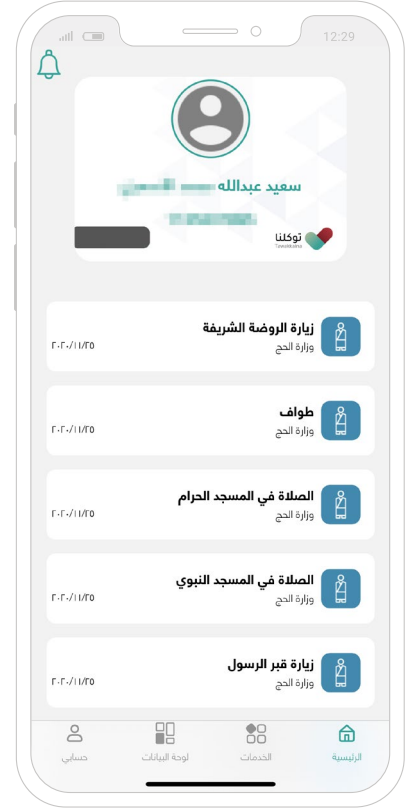 12:29
سعيد عبدالله
توكلنا
Tawakkalna
زيارة الروضة الشريفة
وزارة الحج
٢٠٢٠/١١/٢٥
طواف
وزارة الحج
٢٠٢٠/١١/٢٥
الصلاة في المسجد الحرام
وزارة الحج
٢٠٢٠/١١/٢٥
الصلاة في المسجد النبوي
وزارة الحج
٢٠٢٠/١١/٢٥
زيارة قبر الرسول
وزارة الحج
٢٠٢٠/١١/٢٥
الرئيسية
الخدمات
لوحة البيانات
حسابي